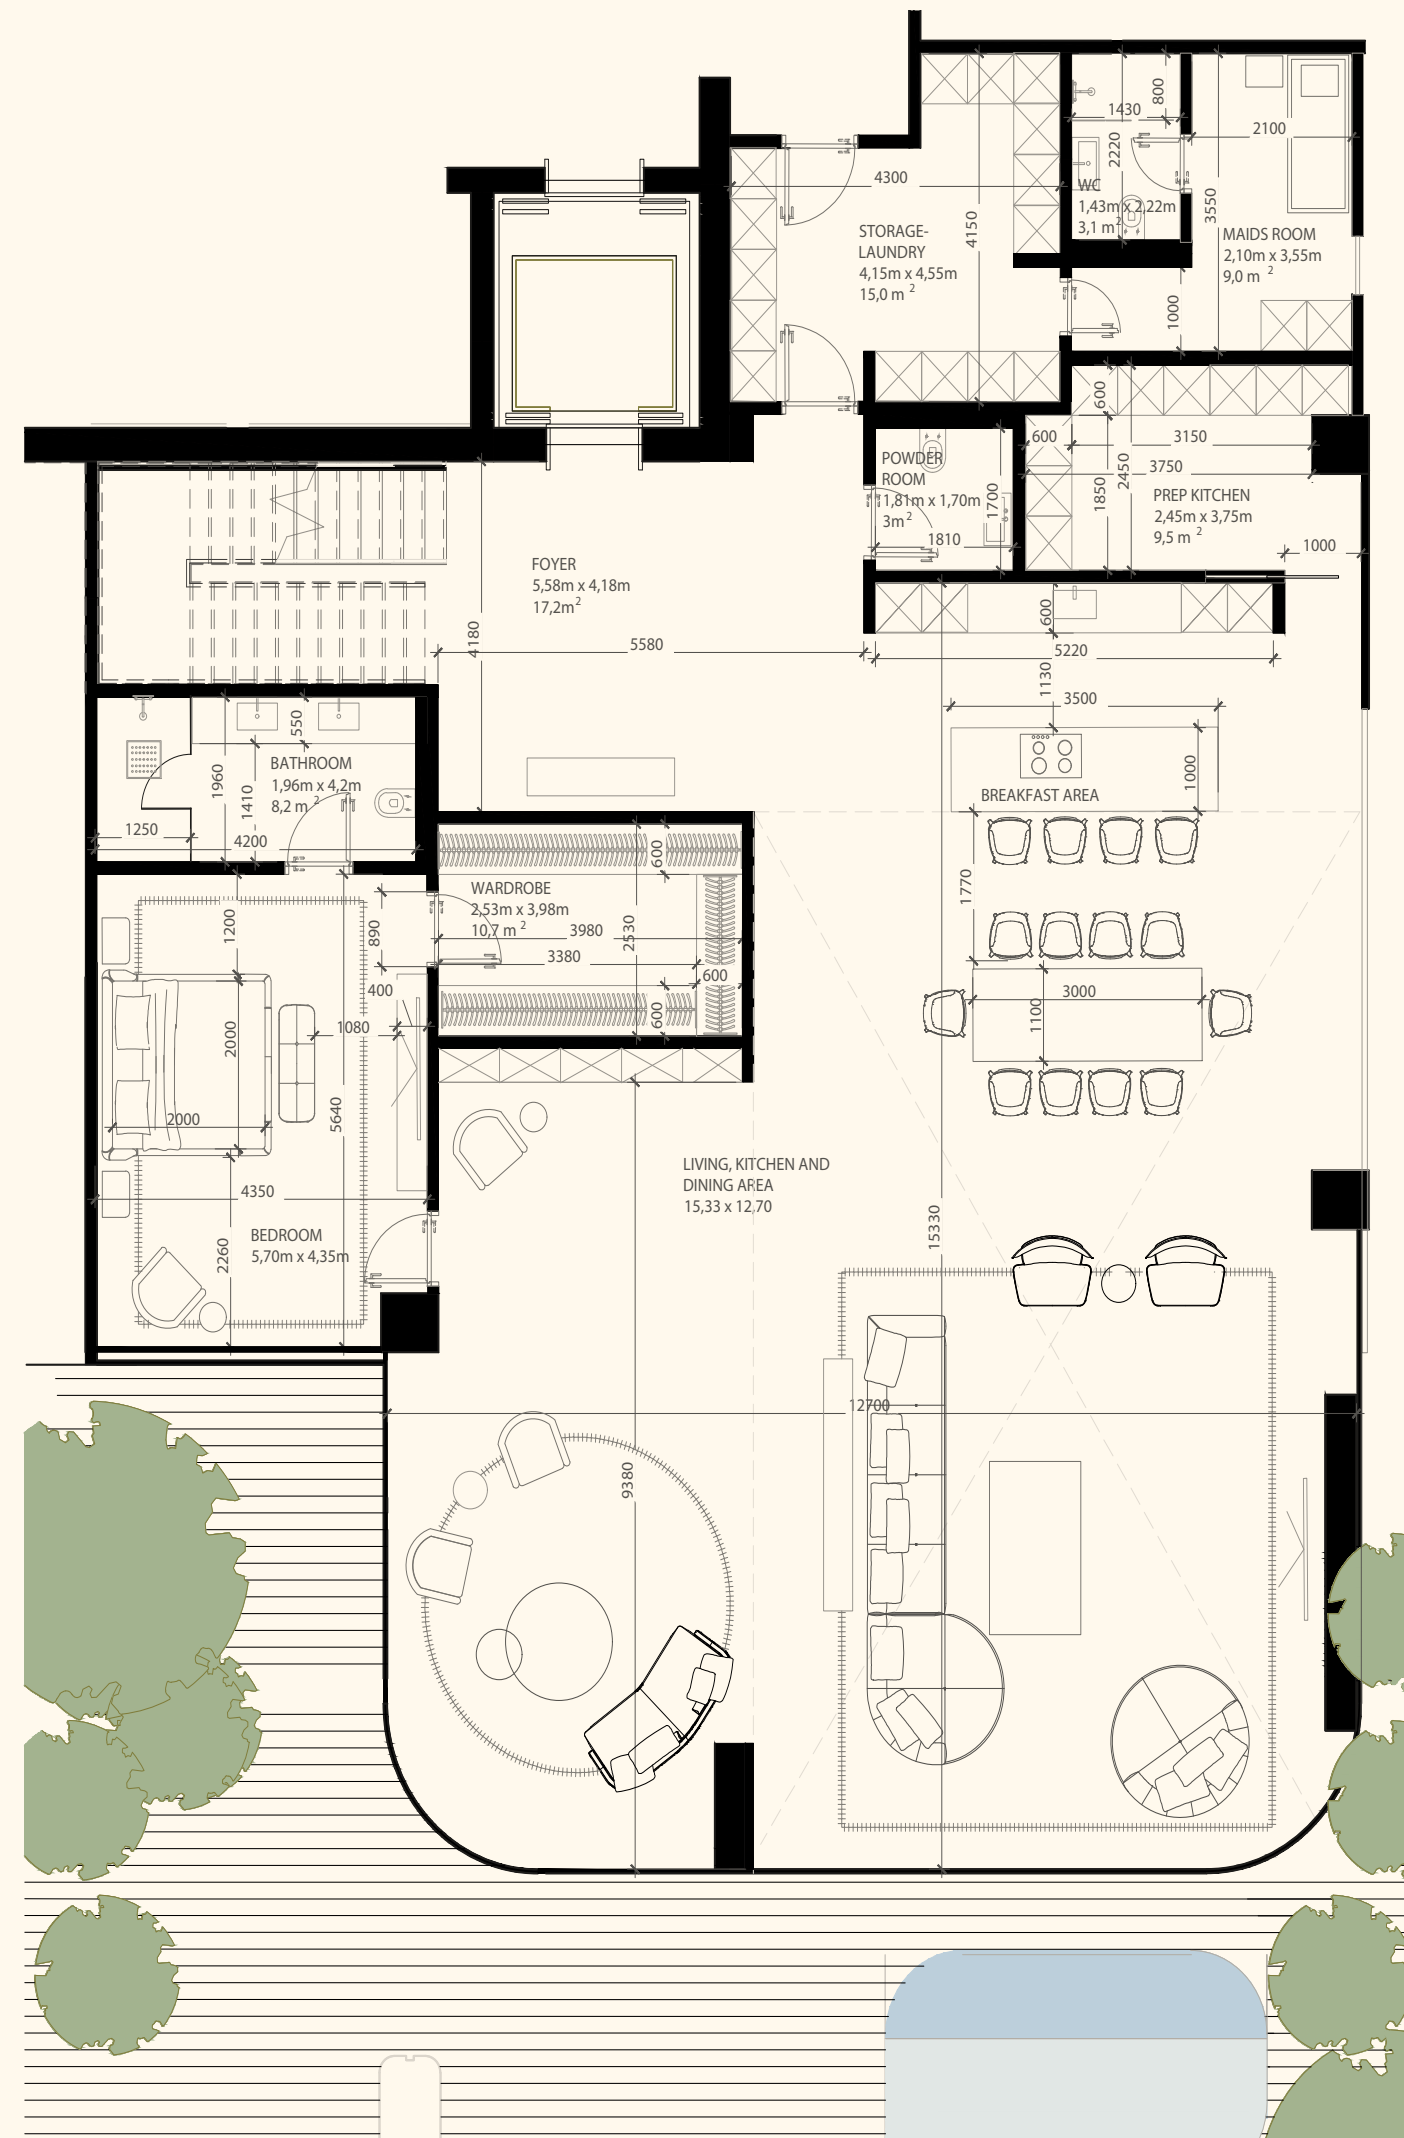 800
1430
2100
2220
4300
WC
1,43m x 2,22m
3,1 m²
3550
4150
STORAGE-
LAUNDRY
4,15m x 4,55m
15,0 m ²
MAIDS ROOM
2,10m x 3,55m
9,0 m ²
1000
600
600
3150
POWDER
ROOM
1,81m x 1,70m
3m²
1700
1810
2450
3750
1850
PREP KITCHEN
2,45m x 3,75m
9,5 m ²
1000
FOYER
5,58m x 4,18m
17,2m²
4180
5580
600
5220
1130
3500
1000
BREAKFAST AREA
550
BATHROOM
1,96m x 4,2m
8,2 m ²
1960
1410
1250
4200
600
1770
WARDROBE
2,53m x 3,98m
10,7 m ²
3980
2530
3380
600
600
1200
890
400
1080
2000
2000
5640
3000
1100
4350
BEDROOM
5,70m x 4,35m
2260
LIVING, KITCHEN AND
DINING AREA
15,33 x 12,70
15330
12700
9380